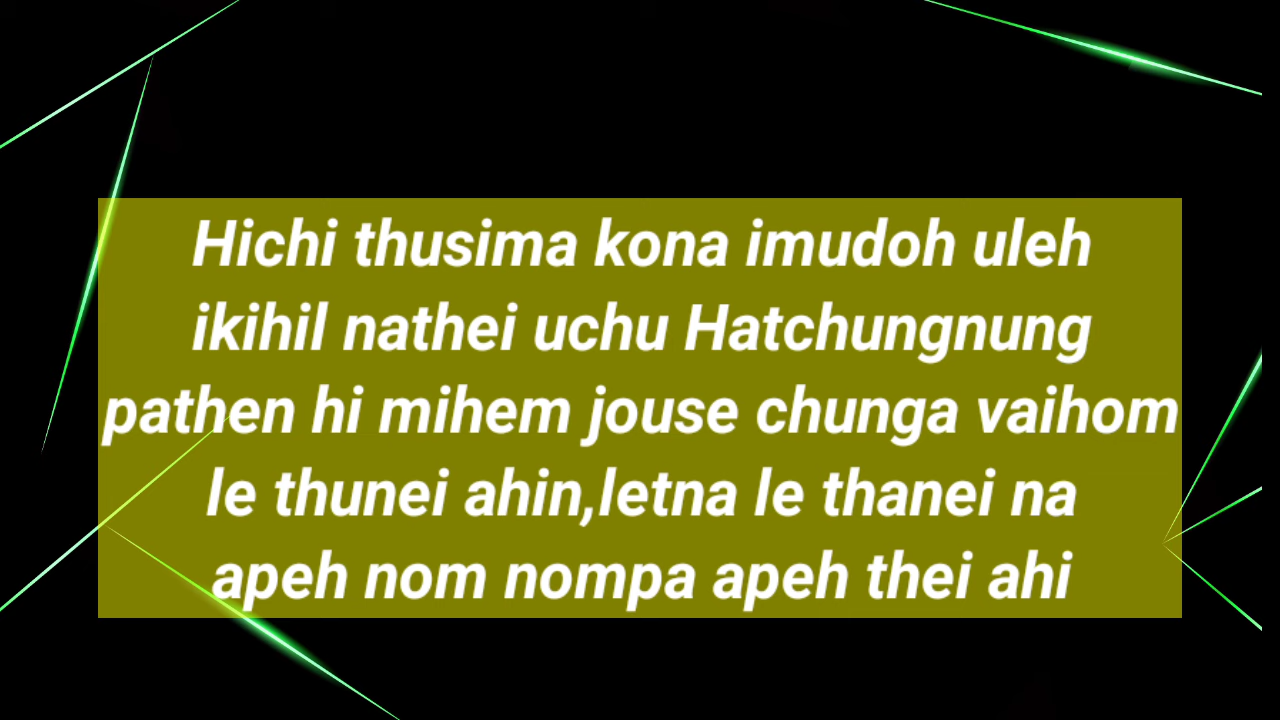 Hichi thusima kona imudoh uleh
ikihil nathei uchu Hatchungnung
pathen hi mihem jouse chunga vaihom
le thunei ahin,letna le thanei na
apeh nom nompa apeh thei ahi